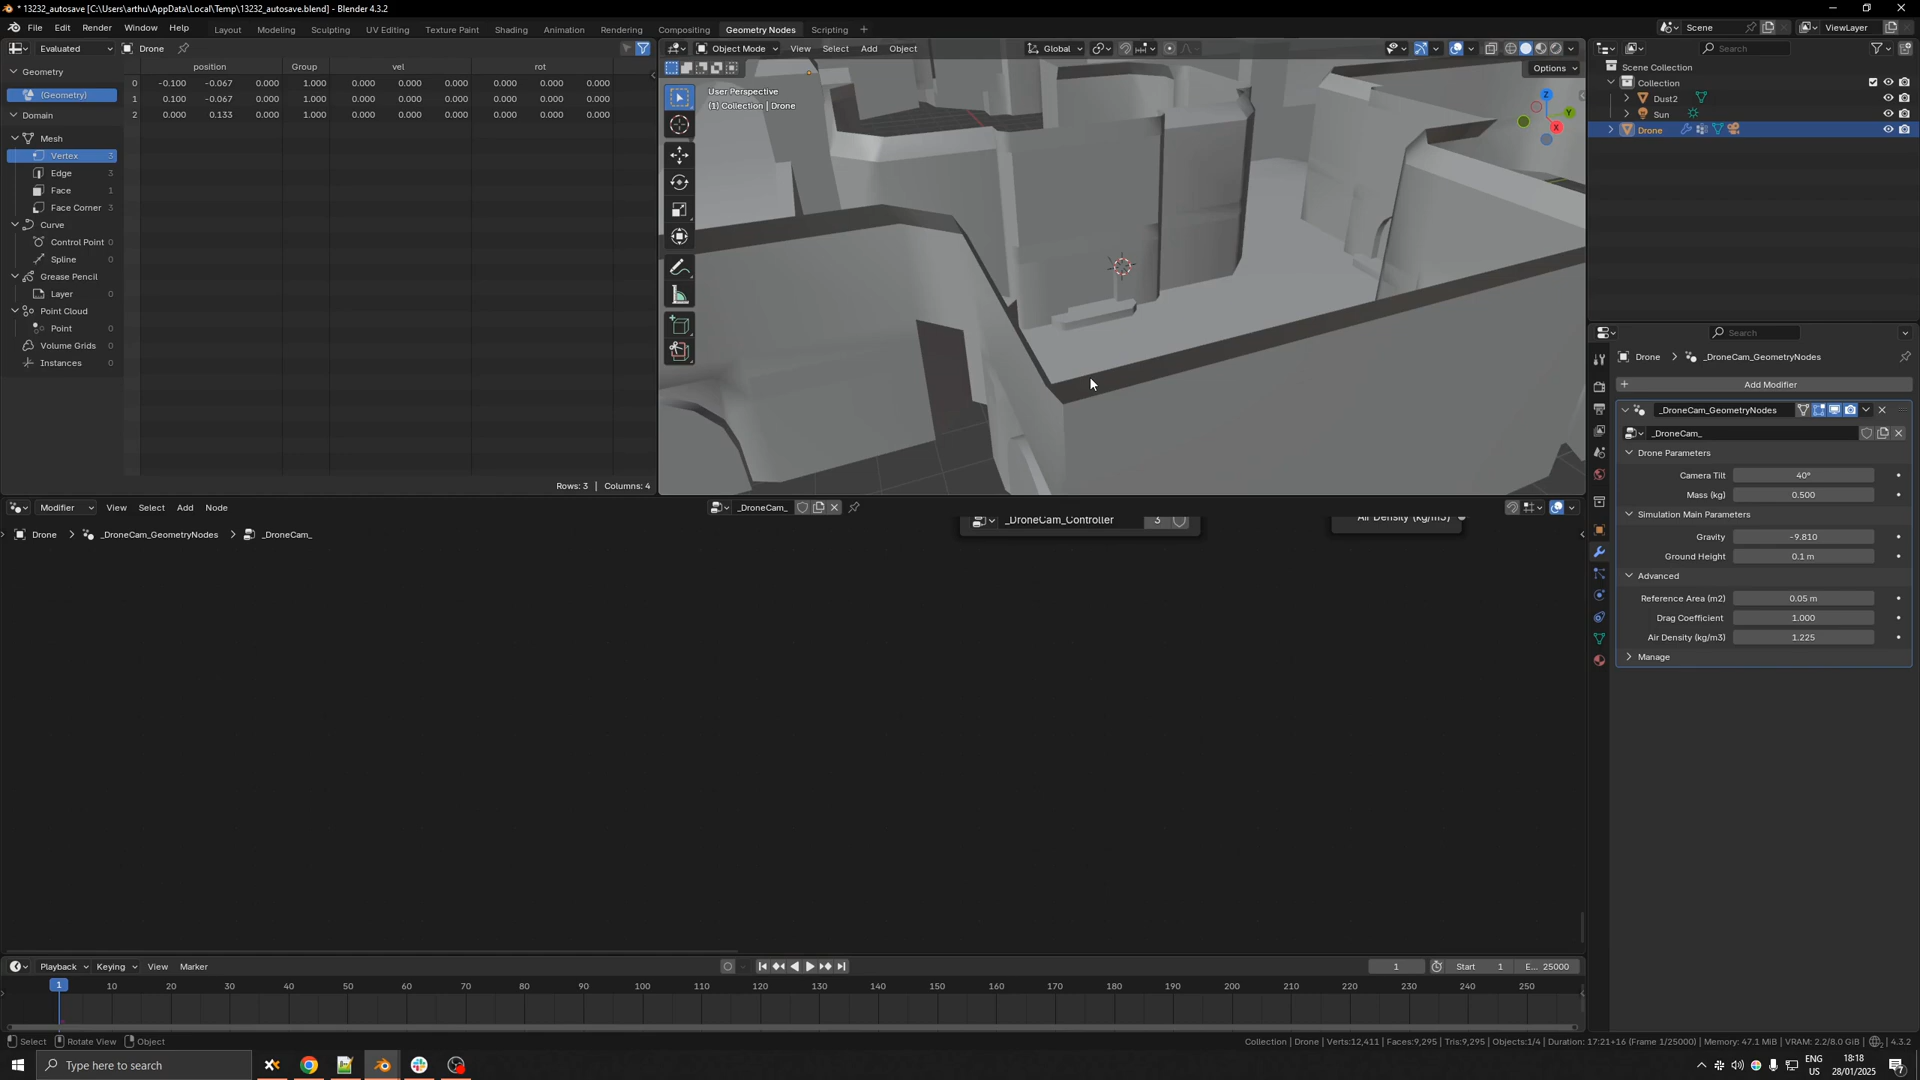 * 13232_autosave [C:\Users\arthu\AppData\Local\Temp\13232_autosave.blend] - Blender 4.3.2
File Edit Render Window Help Layout Modeling Sculpting UV Editing Texture Paint Shading Animation Rendering Compositing Geometry Nodes Scripting + Scene ViewLayer
Evaluated Drone
Object Mode View Select Add Object Global
Search
Geometry
(Geometry)
Domain
Mesh
Vertex 3
Edge 3
Face 1
Face Corner 3
Curve
Control Point 0
Spline 0
Grease Pencil
Layer 0
Point Cloud
Point 0
Volume Grids 0
Instances 0
position Group vel rot
0 -0.100 -0.067 0.000 1.000 0.000 0.000 0.000 0.000 0.000 0.000
1 0.100 -0.067 0.000 1.000 0.000 0.000 0.000 0.000 0.000 0.000
2 0.000 0.133 0.000 1.000 0.000 0.000 0.000 0.000 0.000 0.000
Rows: 3 | Columns: 4
Options
User Perspective
(1) Collection | Drone
Z
Y
X
Scene Collection
Collection
Dust2
Sun
Drone
Search
Drone > _DroneCam_GeometryNodes
+ Add Modifier
_DroneCam_GeometryNodes
_DroneCam_
Drone Parameters
Camera Tilt 40°
Mass (kg) 0.500
Simulation Main Parameters
Gravity -9.810
Ground Height 0.1 m
Advanced
Reference Area (m2) 0.05 m
Drag Coefficient 1.000
Air Density (kg/m3) 1.225
Manage
Modifier View Select Add Node _DroneCam_
Drone > _DroneCam_GeometryNodes > _DroneCam_
_DroneCam_Controller 3
Air Density (kg/m3)
Playback Keying View Marker 1 Start 1 E... 25000
1 10 20 30 40 50 60 70 80 90 100 110 120 130 140 150 160 170 180 190 200 210 220 230 240 250
Select Rotate View Object Collection | Drone | Verts:12,411 | Faces:9,295 | Tris:9,295 | Objects:1/4 | Duration: 17:21+16 (Frame 1/25000) | Memory: 47.1 MiB | VRAM: 2.2/8.0 GiB | 4.3.2
Type here to search
ENG
US
18:18
28/01/2025
7